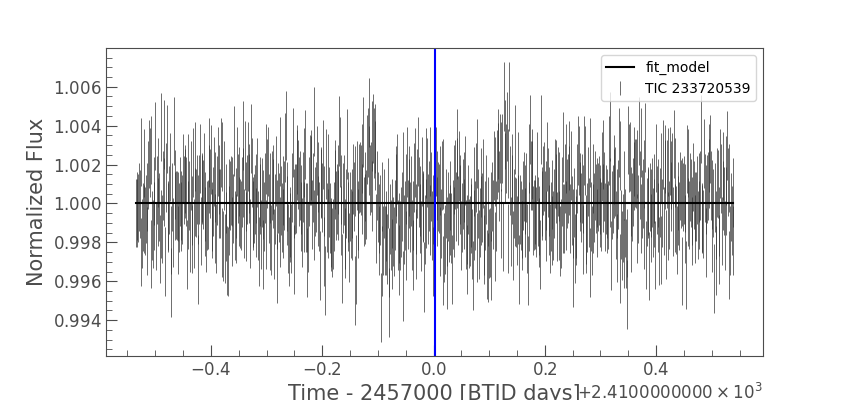 fit_model
TIC 233720539
1.006
1.004
1.002
1.000
0.998
0.996
0.994
Normalized Flux
−0.4 −0.2 0.0 0.2 0.4
Time - 2457000 [BTJD days]
+2.4100000000 × 10³